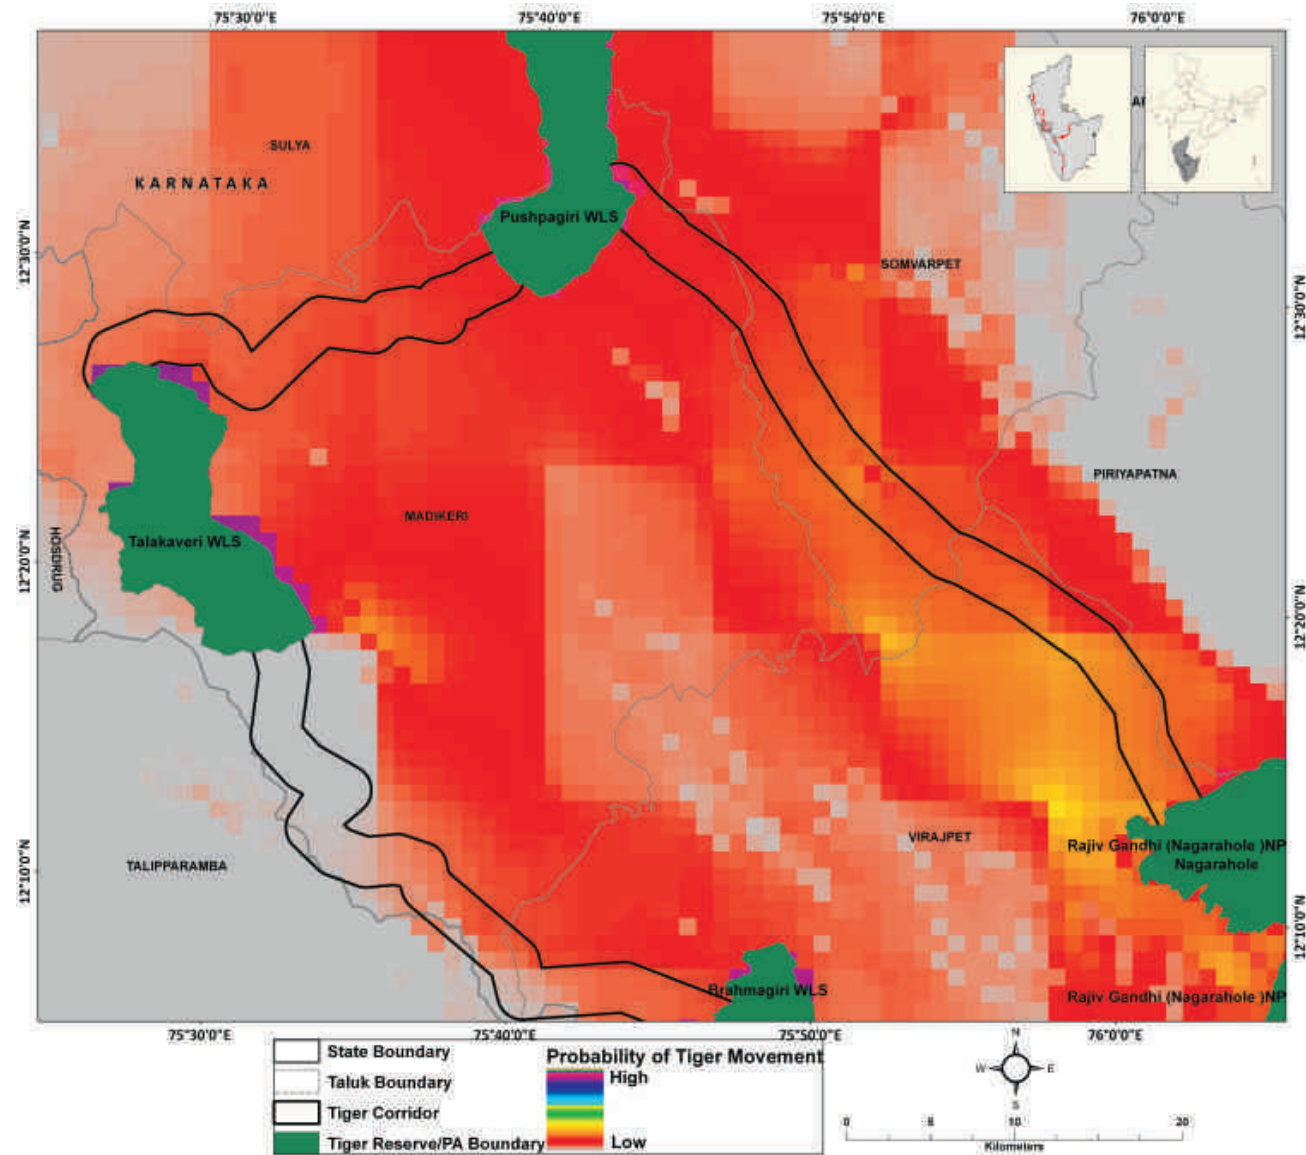 75°30'0"E 75°40'0"E 75°50'0"E 76°0'0"E
SULYA
KARNATAKA
Pushpagiri WLS
12°30'0"N
SOMVARPET
12°30'0"N
PIRIYAPATNA
MADIKERI
HOSDRUG
Talakaveri WLS
12°20'0"N
12°20'0"N
VIRAJPET
Rajiv Gandhi (Nagarahole )NP
Nagarahole
TALIPPARAMBA
12°10'0"N
12°10'0"N
Brahmagiri WLS
Rajiv Gandhi (Nagarahole )NP
75°30'0"E 75°40'0"E 75°50'0"E 76°0'0"E
State Boundary
Taluk Boundary
Tiger Corridor
Tiger Reserve/PA Boundary
Probability of Tiger Movement
High
Low
N
W E
S
0 5 10 20
Kilometers